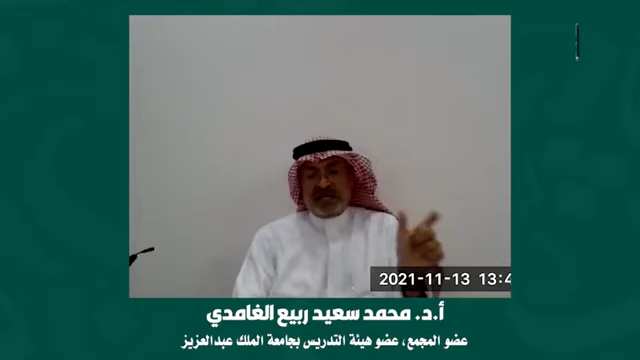 2021-11-13 13:4
أ.د. محمد سعيد ربيع الغامدي
عضو المجمع، عضو هيئة التدريس بجامعة الملك عبدالعزيز